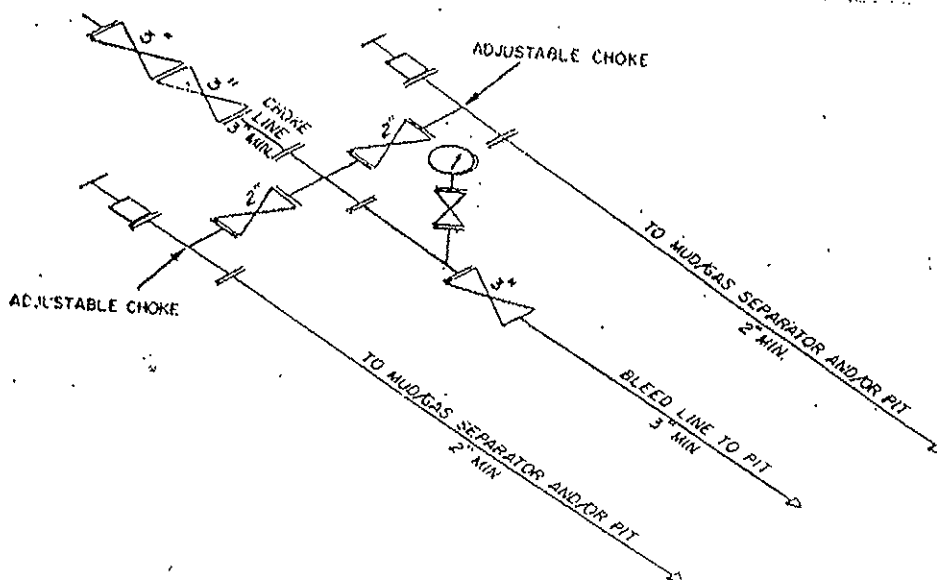 3"
3"
CHOKE
LINE
3" MIN.
ADJUSTABLE CHOKE
2"
2"
ADJUSTABLE CHOKE
3"
TO MUD/GAS SEPARATOR AND/OR PIT
2" MIN.
BLEED LINE TO PIT
3" MIN
TO MUD/GAS SEPARATOR AND/OR PIT
2" MIN